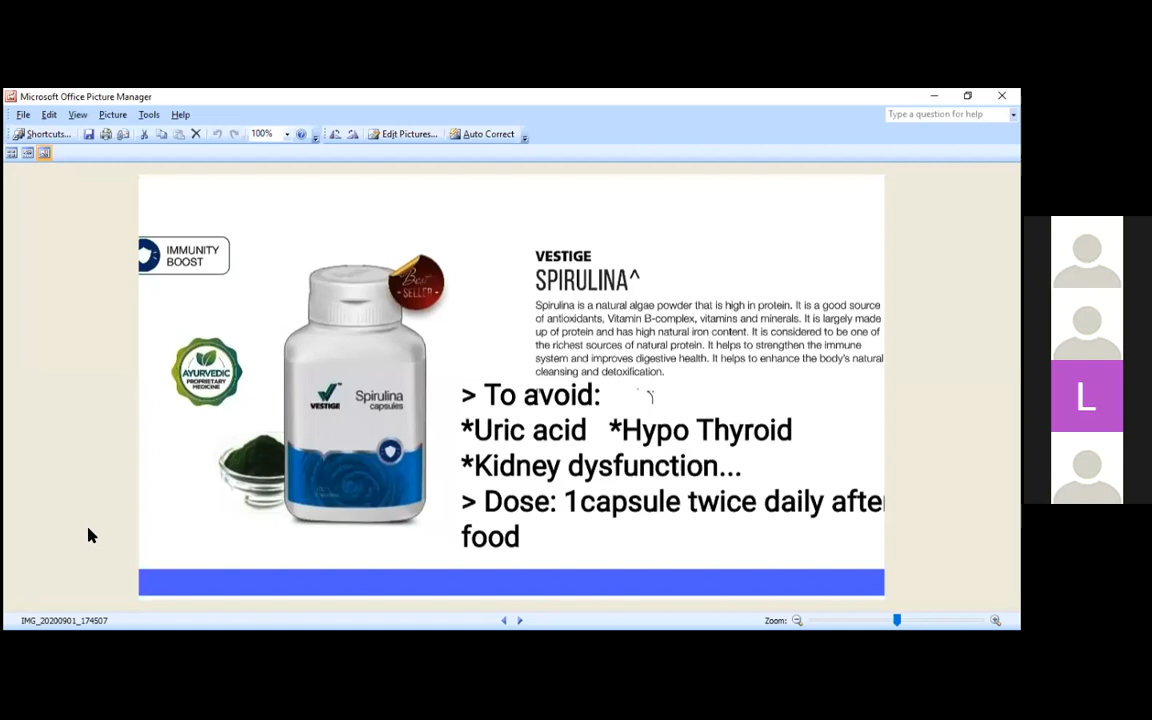 Microsoft Office Picture Manager
File Edit View Picture Tools Help
Type a question for help
Shortcuts... 100% Edit Pictures... Auto Correct
IMMUNITY
BOOST
Best
SELLER
AYURVEDIC
PROPRIETARY
MEDICINE
VESTIGE
Spirulina
capsules
VESTIGE
SPIRULINA^
Spirulina is a natural algae powder that is high in protein. It is a good source
of antioxidants, Vitamin B-complex, vitamins and minerals. It is largely made
up of protein and has high natural iron content. It is considered to be one of
the richest sources of natural protein. It helps to strengthen the immune
system and improves digestive health. It helps to enhance the body's natural
cleansing and detoxification.
> To avoid:
*Uric acid *Hypo Thyroid
*Kidney dysfunction...
> Dose: 1capsule twice daily after
food
L
IMG_20200901_174507
Zoom: